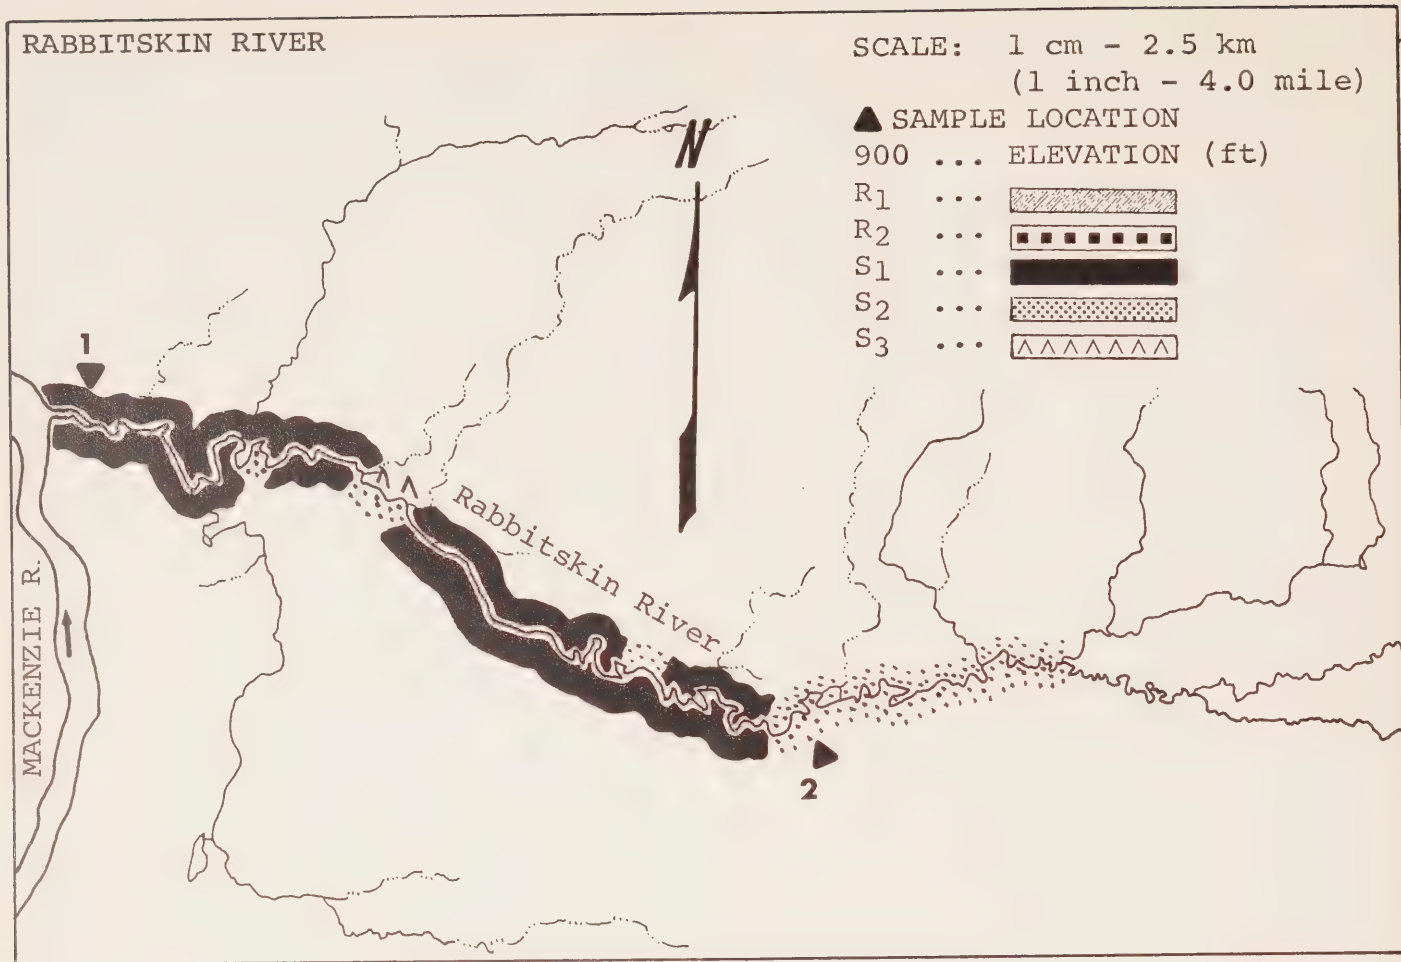 RABBITSKIN RIVER
SCALE: 1 cm - 2.5 km
(1 inch - 4.0 mile)
▲ SAMPLE LOCATION
900 ... ELEVATION (ft)
R1 ...
R2 ...
S1 ...
S2 ...
S3 ...
N
1
Rabbitskin River
MACKENZIE R.
2